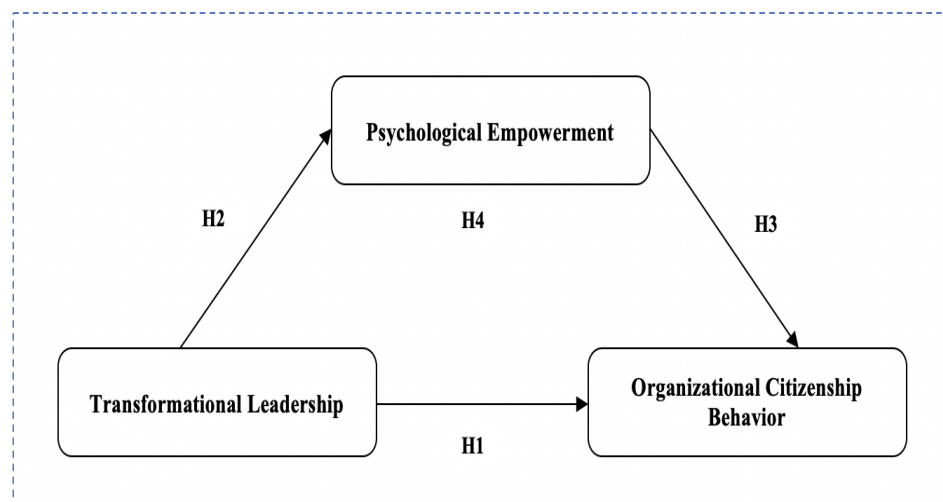 Psychological Empowerment
H2
H4
H3
Transformational Leadership
Organizational Citizenship
Behavior
H1